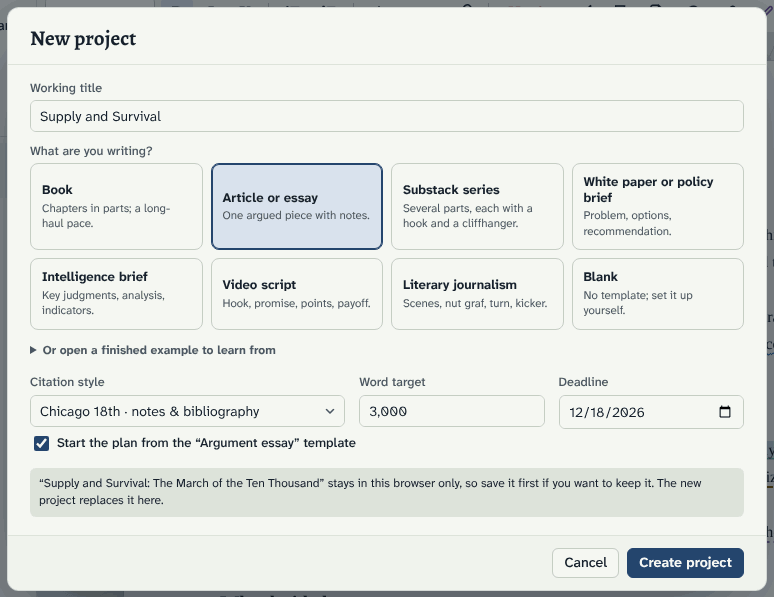 New project
Working title
Supply and Survival
What are you writing?
Book
Chapters in parts; a long-
haul pace.
Article or essay
One argued piece with notes.
Substack series
Several parts, each with a
hook and a cliffhanger.
White paper or policy
brief
Problem, options,
recommendation.
Intelligence brief
Key judgments, analysis,
indicators.
Video script
Hook, promise, points, payoff.
Literary journalism
Scenes, nut graf, turn, kicker.
Blank
No template; set it up
yourself.
Or open a finished example to learn from
Citation style
Chicago 18th · notes & bibliography
Word target
3,000
Deadline
12/18/2026
Start the plan from the “Argument essay” template
“Supply and Survival: The March of the Ten Thousand” stays in this browser only, so save it first if you want to keep it. The new
project replaces it here.
Cancel
Create project